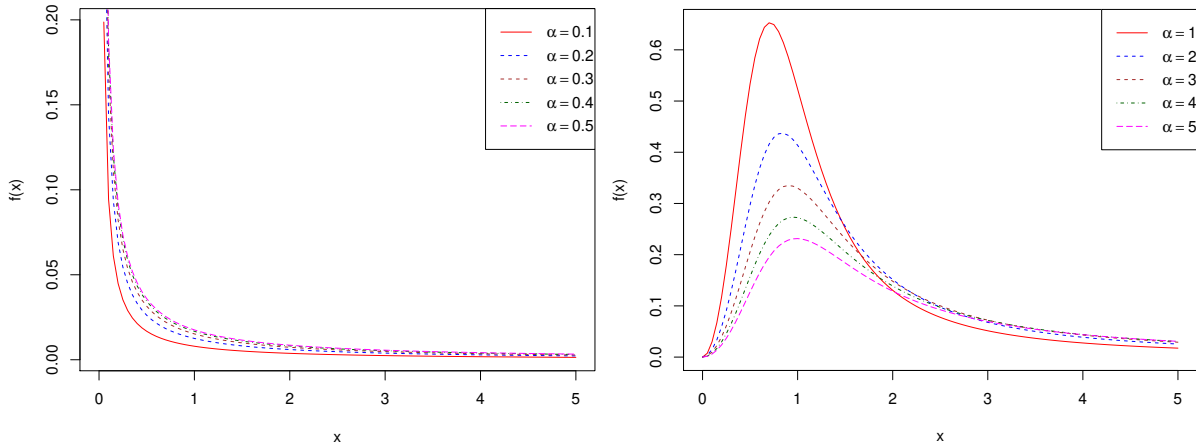 0.20
0.15
0.10
0.05
0.00
f(x)
0 1 2 3 4 5
x
α = 0.1
α = 0.2
α = 0.3
α = 0.4
α = 0.5
0.6
0.5
0.4
0.3
0.2
0.1
0.0
f(x)
0 1 2 3 4 5
x
α = 1
α = 2
α = 3
α = 4
α = 5